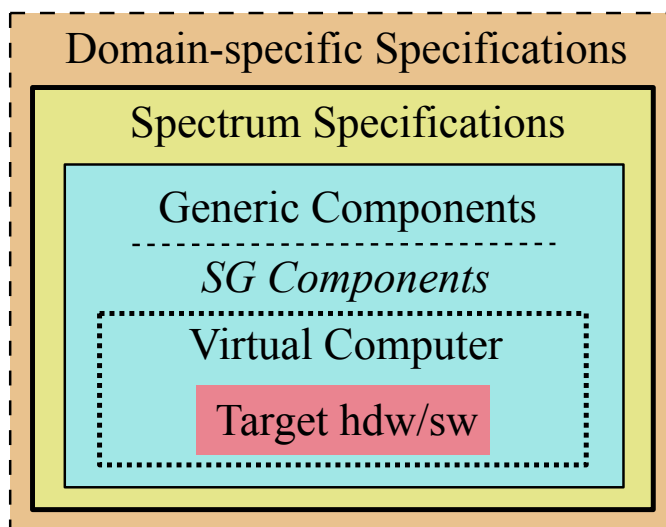 Domain-specific Specifications
Spectrum Specifications
Generic Components
SG Components
Virtual Computer
Target hdw/sw